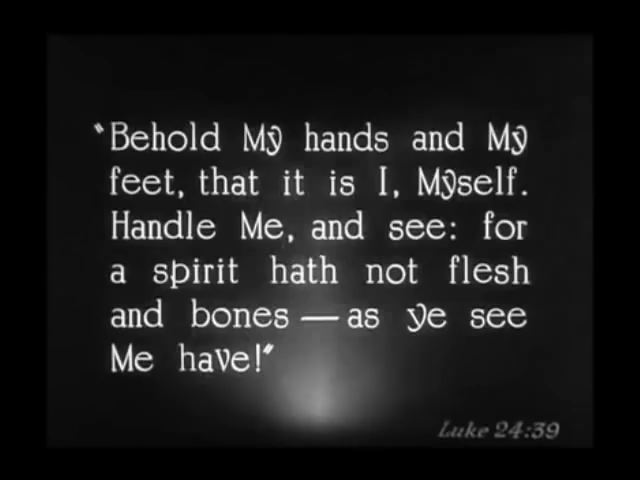 "Behold My hands and My
feet, that it is I, Myself.
Handle Me, and see: for
a spirit hath not flesh
and bones — as ye see
Me have!"
Luke 24:39